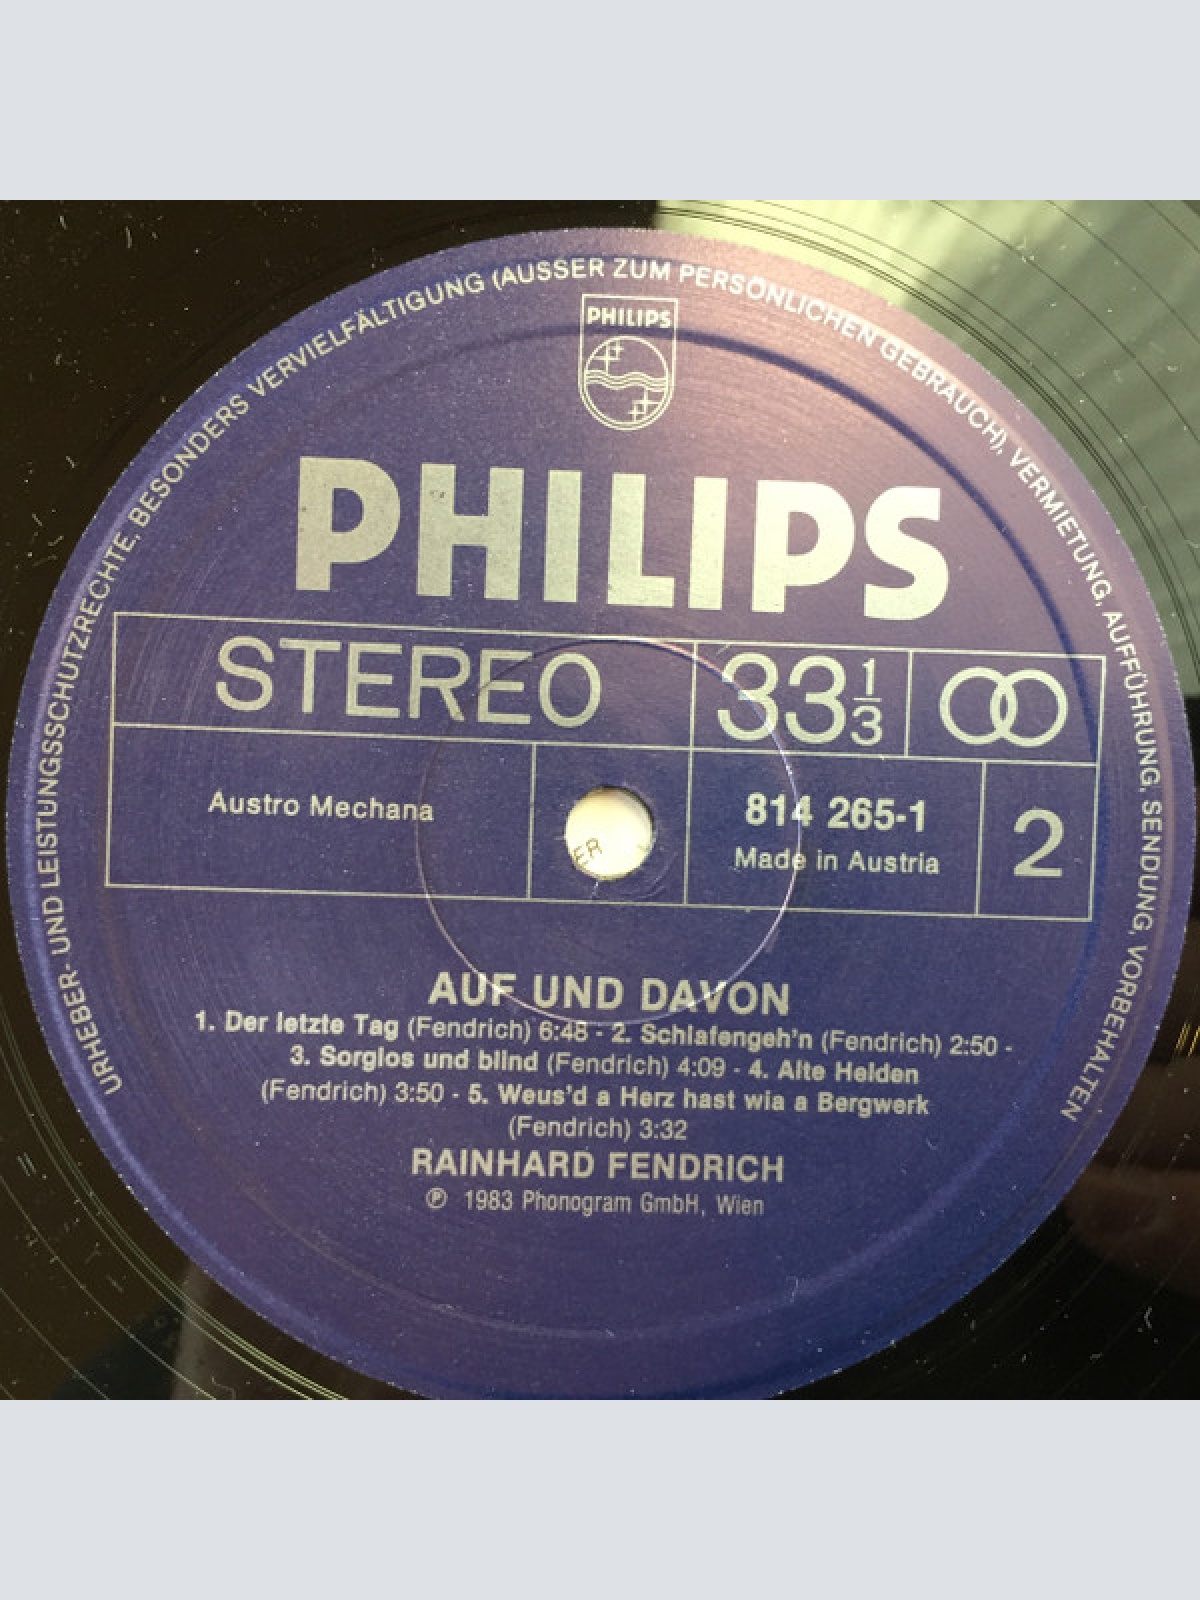 URHEBER- UND LEISTUNGSSCHUTZRECHTE, BESONDERS VERVIELFÄLTIGUNG (AUSSER ZUM PERSÖNLICHEN GEBRAUCH), VERMIETUNG, AUFFÜHRUNG, SENDUNG, VORBEHALTEN
PHILIPS
PHILIPS
STEREO 33 1/3
Austro Mechana
814 265-1
Made in Austria
2
ER
AUF UND DAVON
1. Der letzte Tag (Fendrich) 6:48 - 2. Schlafengeh'n (Fendrich) 2:50 -
3. Sorglos und blind (Fendrich) 4:09 - 4. Alte Helden
(Fendrich) 3:50 - 5. Weus'd a Herz hast wia a Bergwerk
(Fendrich) 3:32
RAINHARD FENDRICH
℗ 1983 Phonogram GmbH, Wien